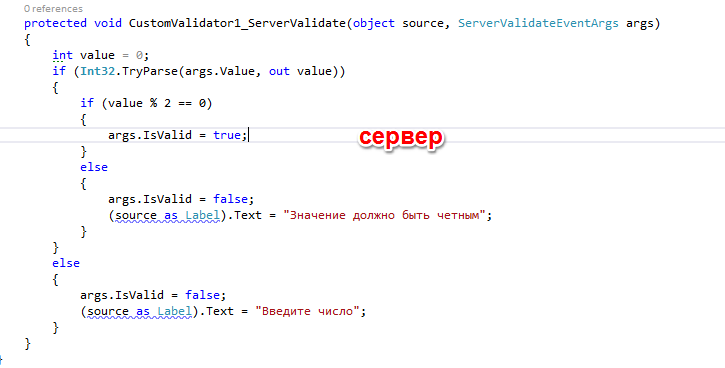 0 references
protected void CustomValidator1_ServerValidate(object source, ServerValidateEventArgs args)
{
int value = 0;
if (Int32.TryParse(args.Value, out value))
{
if (value % 2 == 0)
{
args.IsValid = true;
сервер
}
else
{
args.IsValid = false;
(source as Label).Text = "Значение должно быть четным";
}
}
else
{
args.IsValid = false;
(source as Label).Text = "Введите число";
}
}
}